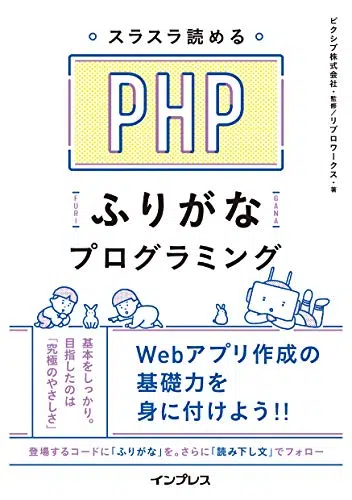 スラスラ読める
PHP
FURI
GANA
ふりがな
プログラミング
ピクシブ株式会社・監修／リブロワークス・著
基本をしっかり。
目指したのは
「究極のやさしさ」
Webアプリ作成の
基礎力を
身に付けよう!!
登場するコードに「ふりがな」を。さらに「読み下し文」でフォロー
インプレス